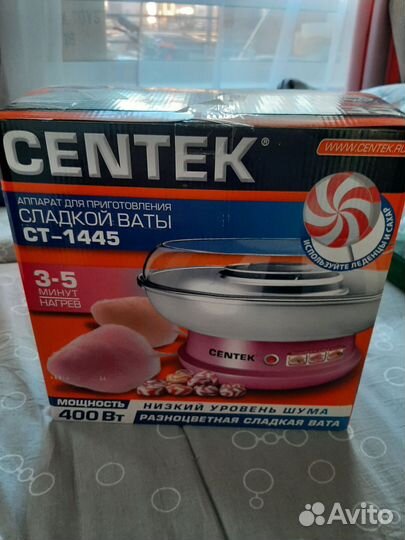 CENTEK®
WWW.CENTEK.RU
АППАРАТ ДЛЯ ПРИГОТОВЛЕНИЯ
СЛАДКОЙ ВАТЫ
CT-1445
ИСПОЛЬЗУЙТЕ ЛЕДЕНЦЫ И САХАР
3-5
МИНУТ
НАГРЕВ
CENTEK
МОЩНОСТЬ
400 Вт
НИЗКИЙ УРОВЕНЬ ШУМА
РАЗНОЦВЕТНАЯ СЛАДКАЯ ВАТА
Avito